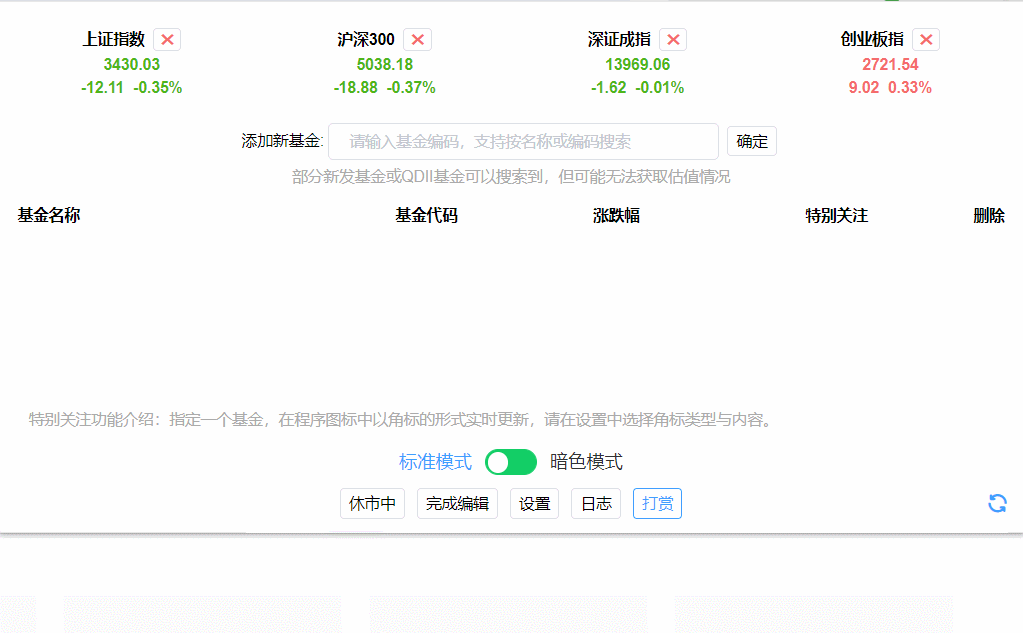 上证指数 沪深300 深证成指 创业板指
3430.03 5038.18 13969.06 2721.54
-12.11 -0.35% -18.88 -0.37% -1.62 -0.01% 9.02 0.33%
添加新基金: 请输入基金编码，支持按名称或编码搜索 确定
部分新发基金或QDII基金可以搜索到，但可能无法获取估值情况
基金名称 基金代码 涨跌幅 特别关注 删除
特别关注功能介绍：指定一个基金，在程序图标中以角标的形式实时更新，请在设置中选择角标类型与内容。
标准模式 暗色模式
休市中 完成编辑 设置 日志 打赏